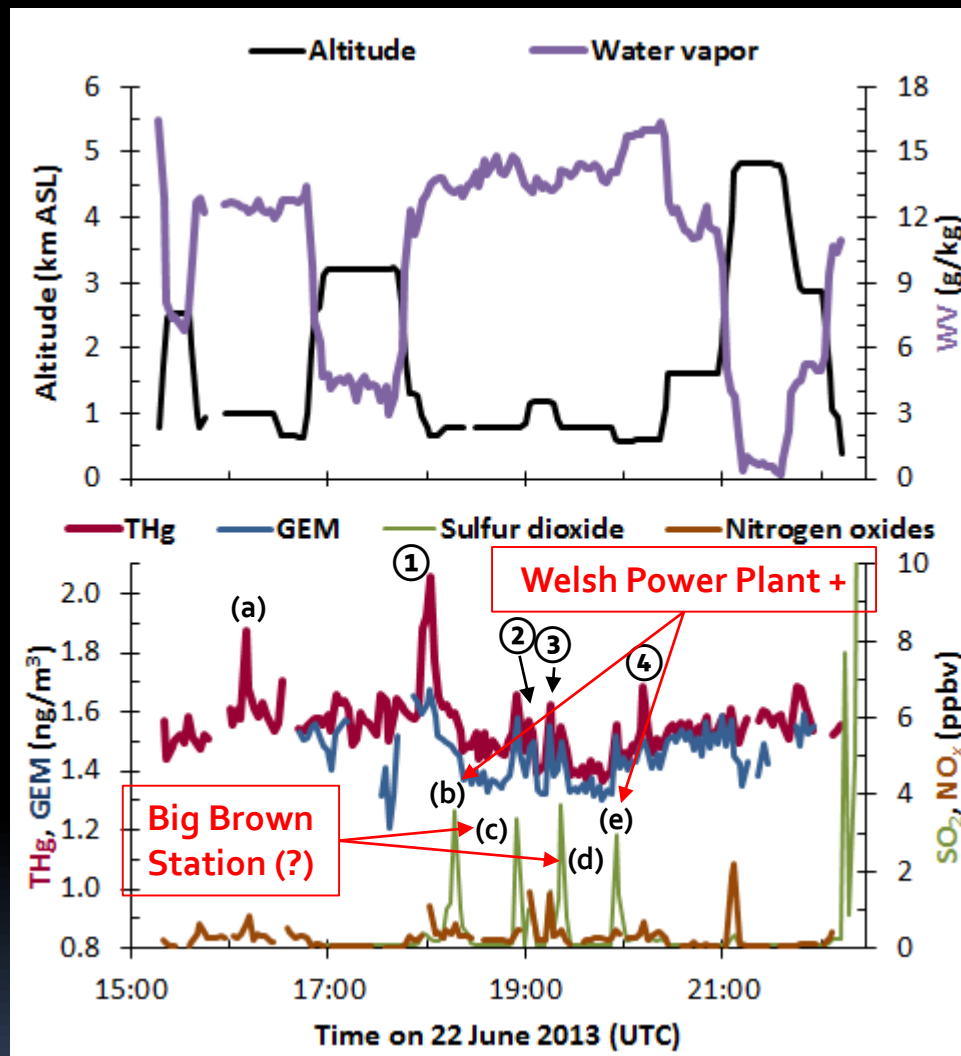 Altitude Water vapor
6
5
4
3
2
1
0
Altitude (km ASL)
18
15
12
9
6
3
0
WV (g/kg)
THg GEM Sulfur dioxide Nitrogen oxides
2.0
1.8
1.6
1.4
1.2
1.0
0.8
THg, GEM (ng/m³)
10
8
6
4
2
0
SO₂, NOₓ (ppbv)
①
Welsh Power Plant +
(a)
②
③
④
(b)
(c)
(d)
(e)
Big Brown
Station (?)
15:00 17:00 19:00 21:00
Time on 22 June 2013 (UTC)